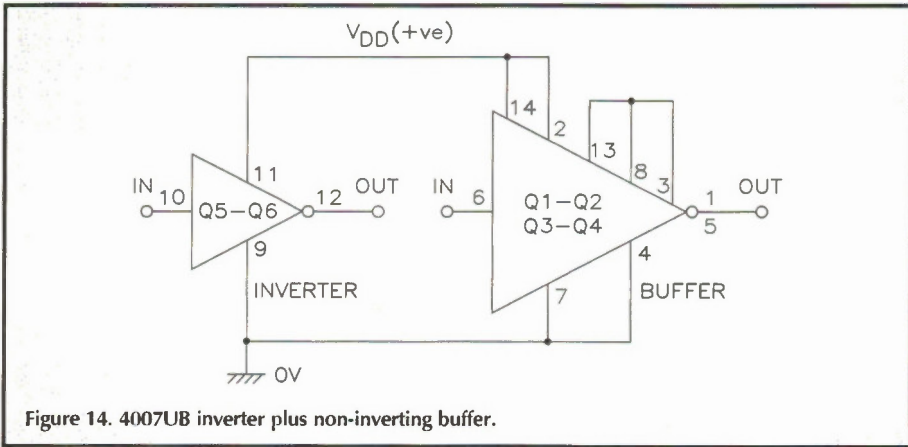 V_DD(+ve)
14
2
13
8
3
11
IN
10
Q5–Q6
12
OUT
9
INVERTER
IN
6
Q1–Q2
Q3–Q4
1
OUT
5
4
BUFFER
7
0V
Figure 14. 4007UB inverter plus non-inverting buffer.